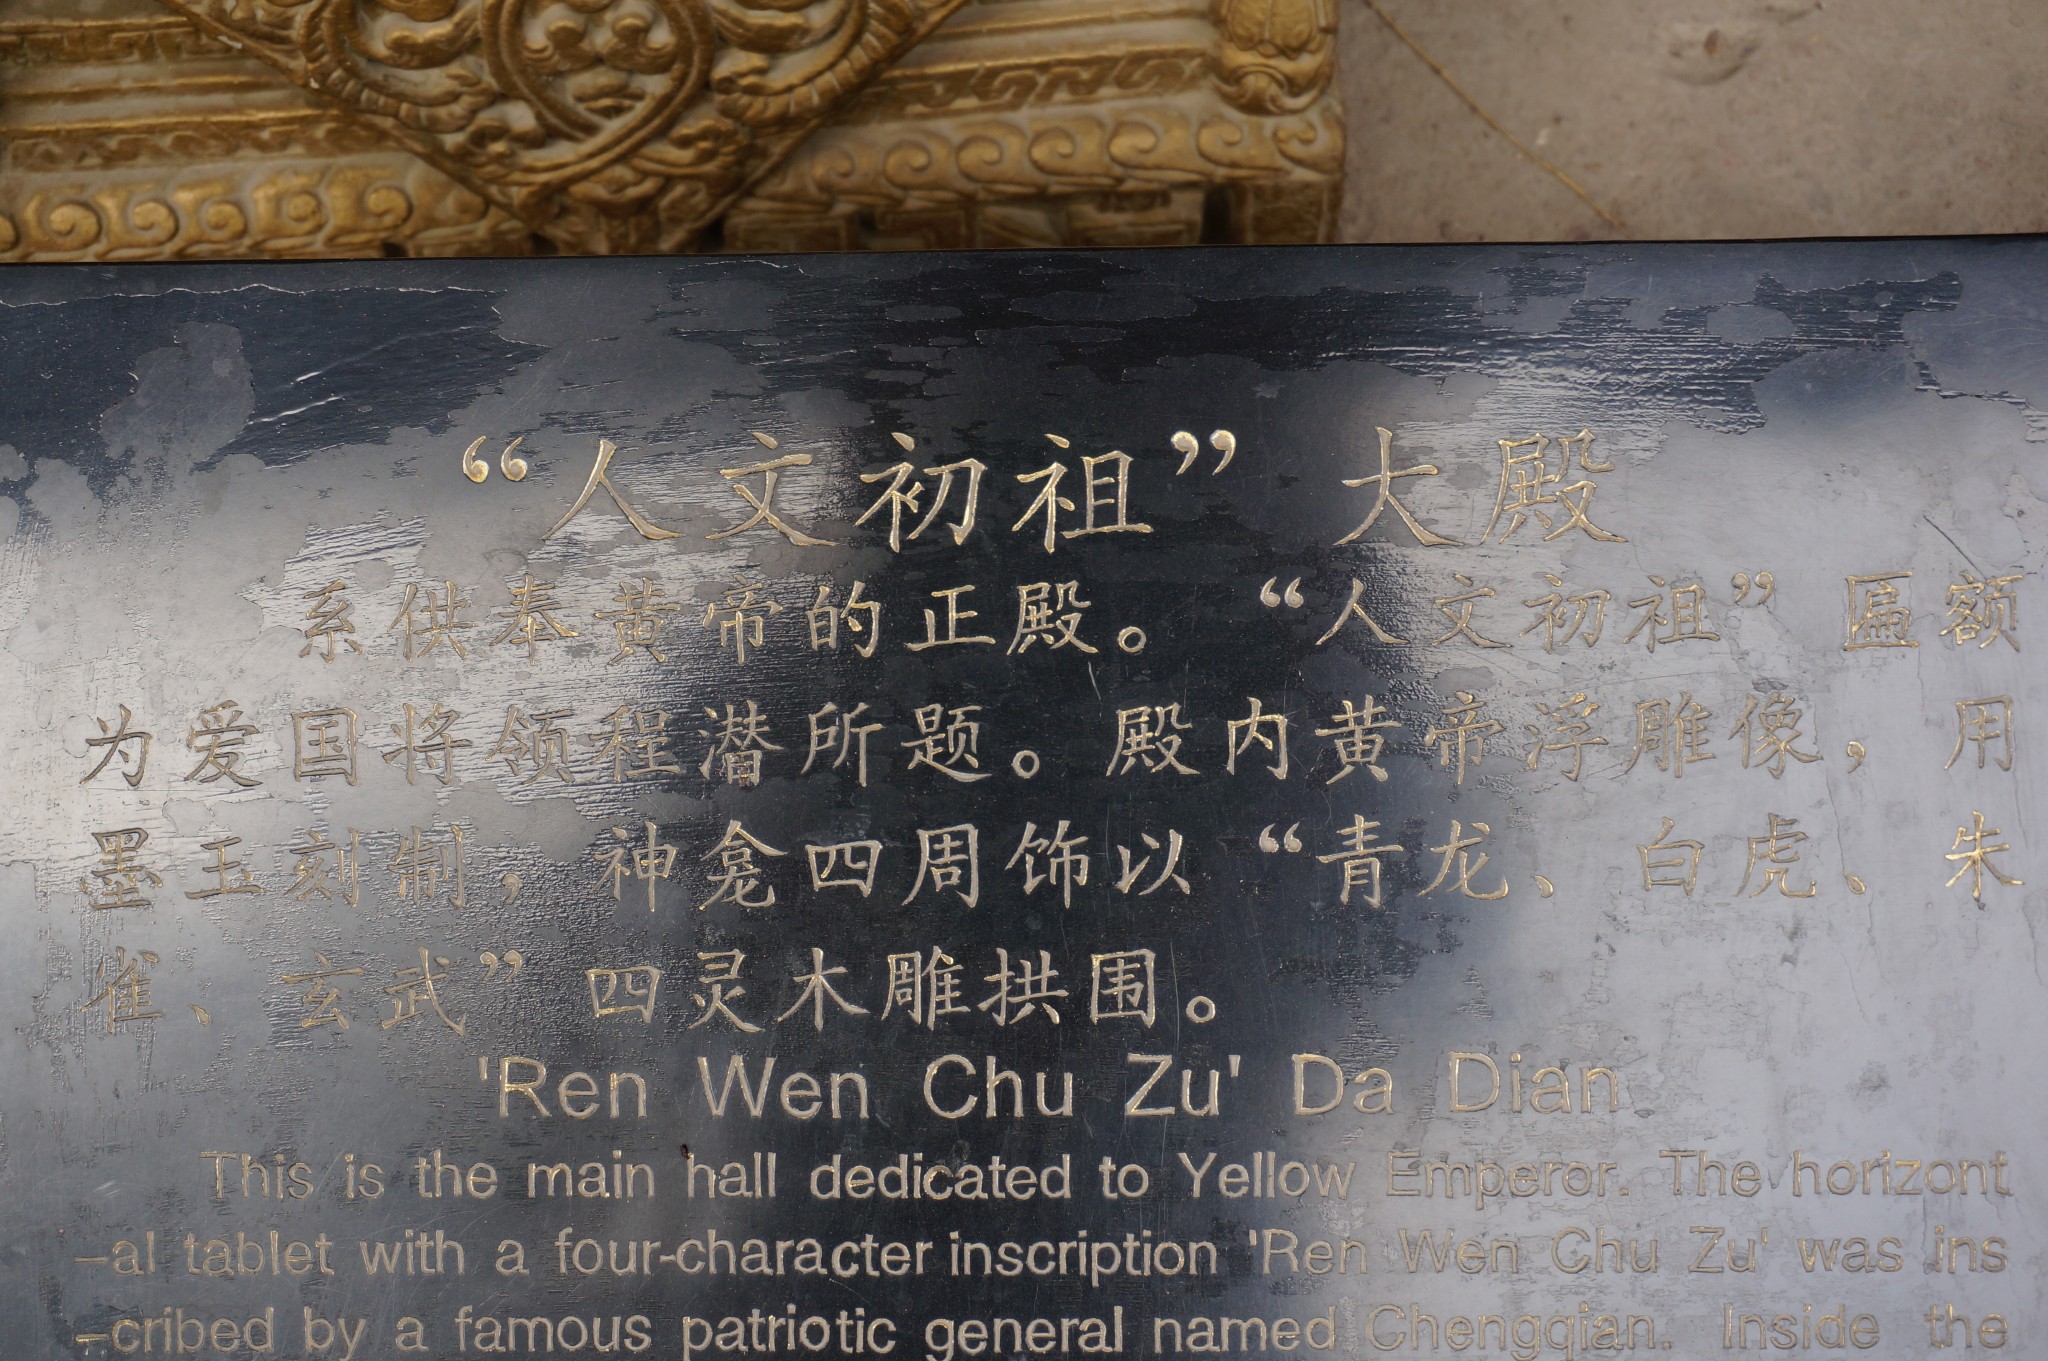 “人文初祖”大殿
系供奉黄帝的正殿。“人文初祖”匾额
为爱国将领程潜所题。殿内黄帝浮雕像，用
墨玉刻制，神龛四周饰以“青龙、白虎、朱
雀、玄武”四灵木雕拱围。
'Ren Wen Chu Zu' Da Dian
This is the main hall dedicated to Yellow Emperor. The horizont
-al tablet with a four-character inscription 'Ren Wen Chu Zu' was ins
-cribed by a famous patriotic general named Chengqian. Inside the